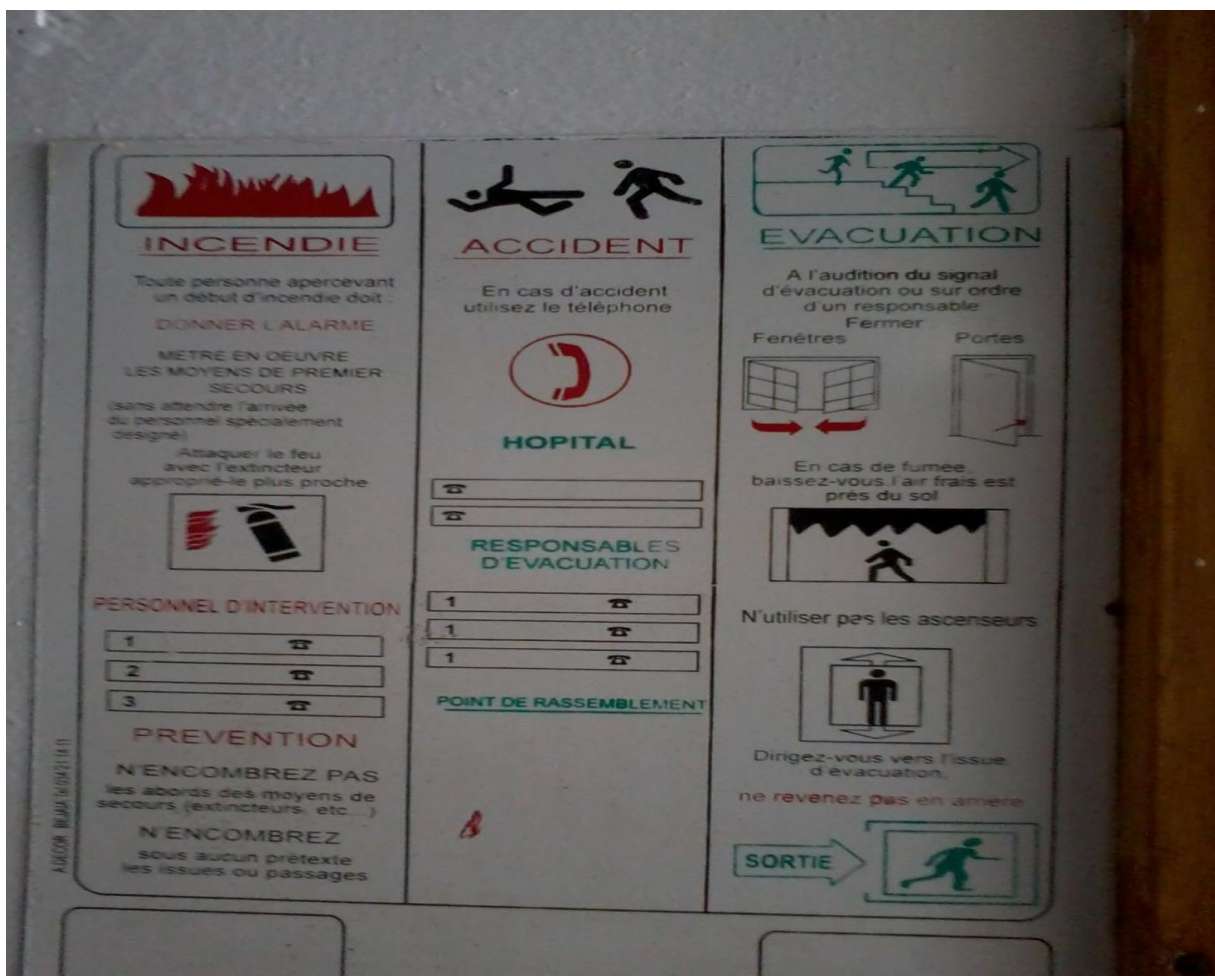 INCENDIE
Toute personne apercevant
un début d'incendie doit :
DONNER L'ALARME
METRE EN OEUVRE
LES MOYENS DE PREMIER
SECOURS
(sans attendre l'arrivée
du personnel spécialement
designé)
Attaquer le feu
avec l'extincteur
approprié-le plus proche
PERSONNEL D'INTERVENTION
1 ☎
2 ☎
3 ☎
PREVENTION
N'ENCOMBREZ PAS
les abords des moyens de
secours (extincteurs, etc...)
N'ENCOMBREZ
sous aucun prétexte
les issues ou passages
ACCIDENT
En cas d'accident
utilisez le téléphone
HOPITAL
☎
☎
RESPONSABLES
D'EVACUATION
1 ☎
1 ☎
1 ☎
POINT DE RASSEMBLEMENT
EVACUATION
A l'audition du signal
d'évacuation ou sur ordre
d'un responsable
Fermer
Fenêtres Portes
En cas de fumée,
baissez-vous l'air frais est
près du sol
N'utiliser pas les ascenseurs
Dirigez-vous vers l'issue
d'évacuation,
ne revenez pas en arrière
SORTIE